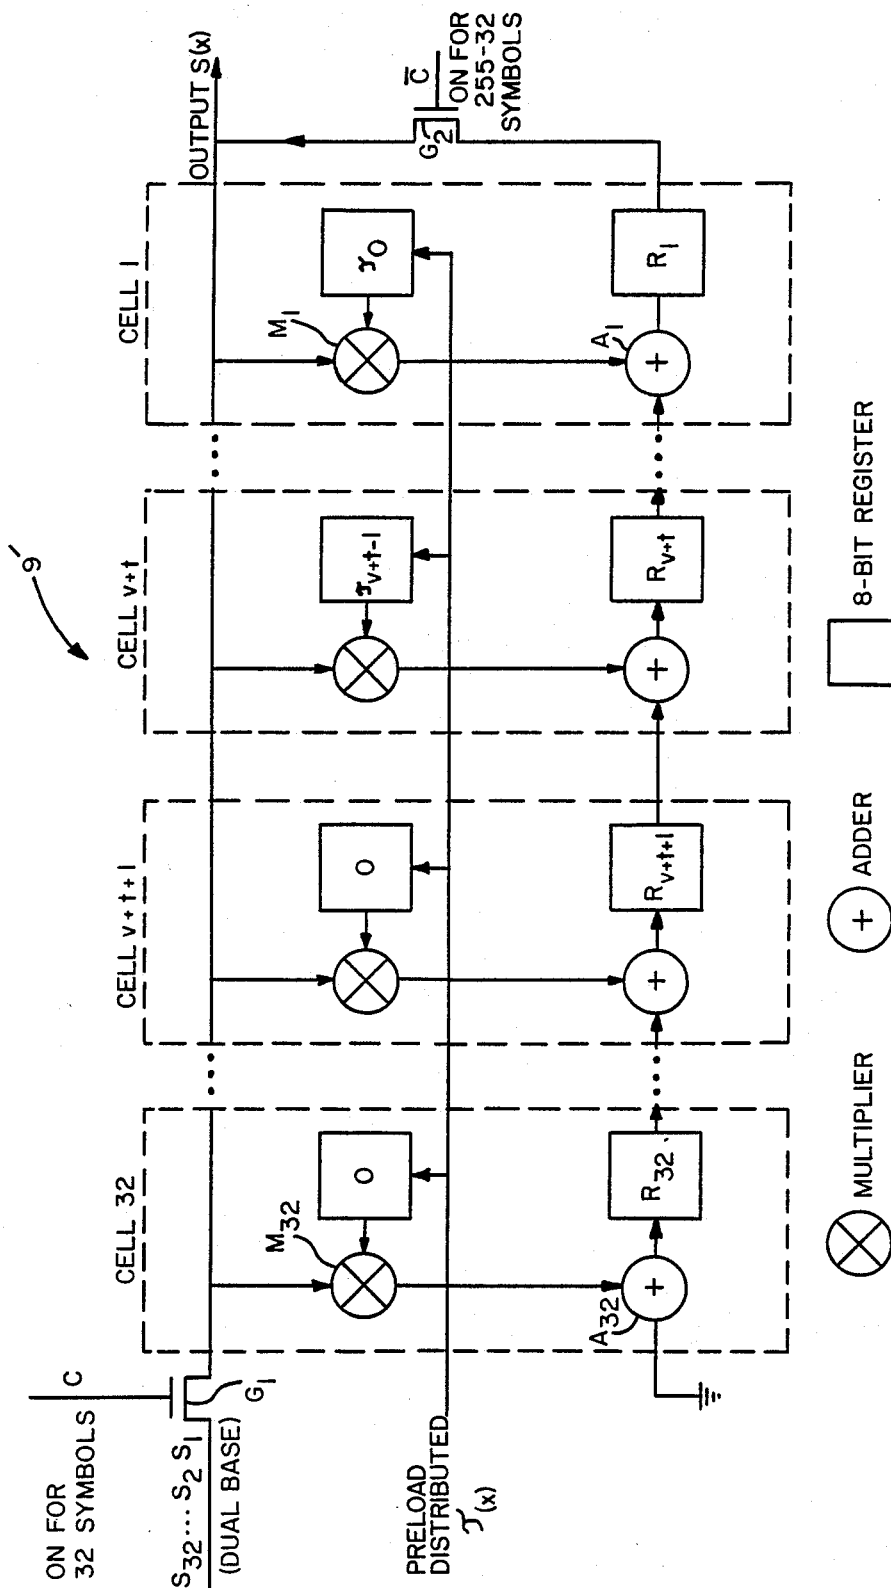 ON FOR
32 SYMBOLS
C
G1
S32 ... S2 S1
(DUAL BASE)
PRELOAD
DISTRIBUTED
𝒯(x)
9'
CELL 32
M32
0
A32
+
R32
CELL v+t+1
0
+
Rv+t+1
CELL v+t
𝒯v+t-1
+
Rv+t
CELL 1
M1
𝒯0
A1
+
R1
OUTPUT S(x)
G2
C̅
ON FOR
255-32
SYMBOLS
MULTIPLIER
+ ADDER
8-BIT REGISTER